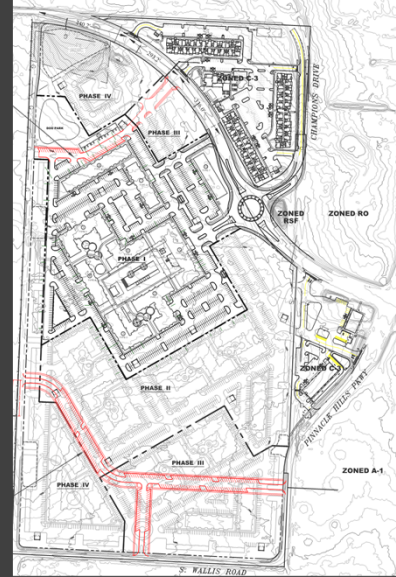 PHASE IV
ZONED C-3
PHASE III
CHAMPIONS DRIVE
ZONED
RSF
ZONED RO
PHASE I
ZONED C-3
PHASE II
PINNACLE HILLS PKWY
PHASE III
ZONED A-1
PHASE IV
S. WALLIS ROAD